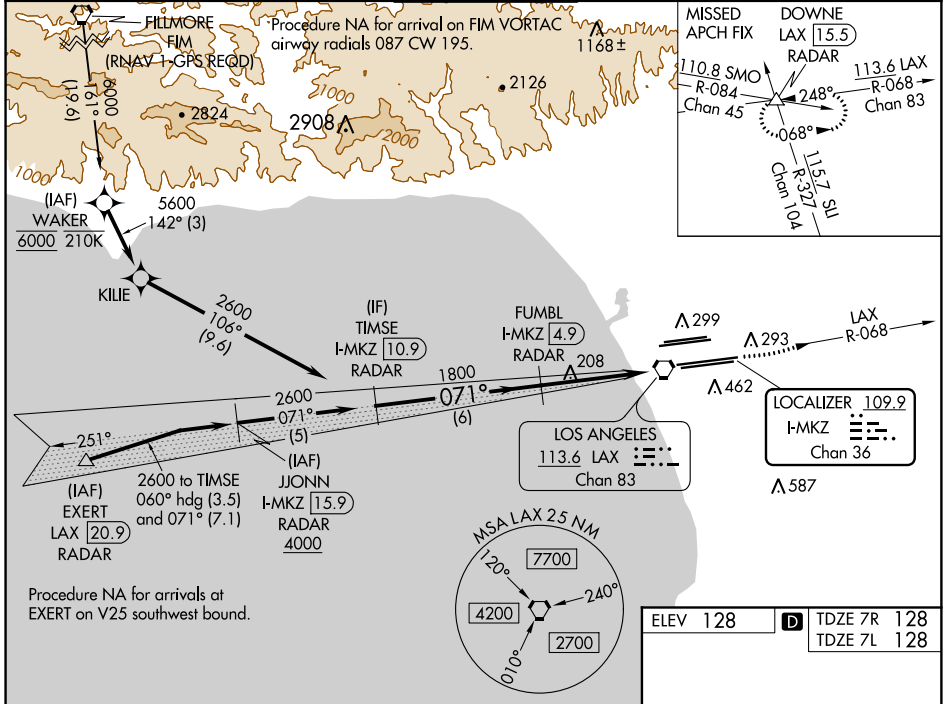 FILLMORE
FIM
(RNAV 1-GPS REQD)
*Procedure NA for arrival on FIM VORTAC
airway radials 087 CW 195.
1168 ±
6000
*161°
(19.6)
2824
2908
2126
1000
2000
1000
MISSED
APCH FIX
DOWNE
LAX 15.5
RADAR
110.8 SMO
R-084
Chan 45
113.6 LAX
R-068
Chan 83
248°
068°
115.7 SLI
R-327
Chan 104
(IAF)
WAKER
6000 210K
5600
142° (3)
KILIE
2600
106°
(9.6)
(IF)
TIMSE
I-MKZ 10.9
RADAR
FUMBL
I-MKZ 4.9
RADAR
208
299
293
462
587
LAX
R-068
1800
071°
(6)
2600
071°
(5)
251°
(IAF)
EXERT
LAX 20.9
RADAR
2600 to TIMSE
060° hdg (3.5)
and 071° (7.1)
(IAF)
JJONN
I-MKZ 15.9
RADAR
4000
LOS ANGELES
113.6 LAX
Chan 83
LOCALIZER 109.9
I-MKZ
Chan 36
Procedure NA for arrivals at
EXERT on V25 southwest bound.
MSA LAX 25 NM
120°
7700
240°
4200
2700
010°
ELEV 128
D
TDZE 7R 128
TDZE 7L 128